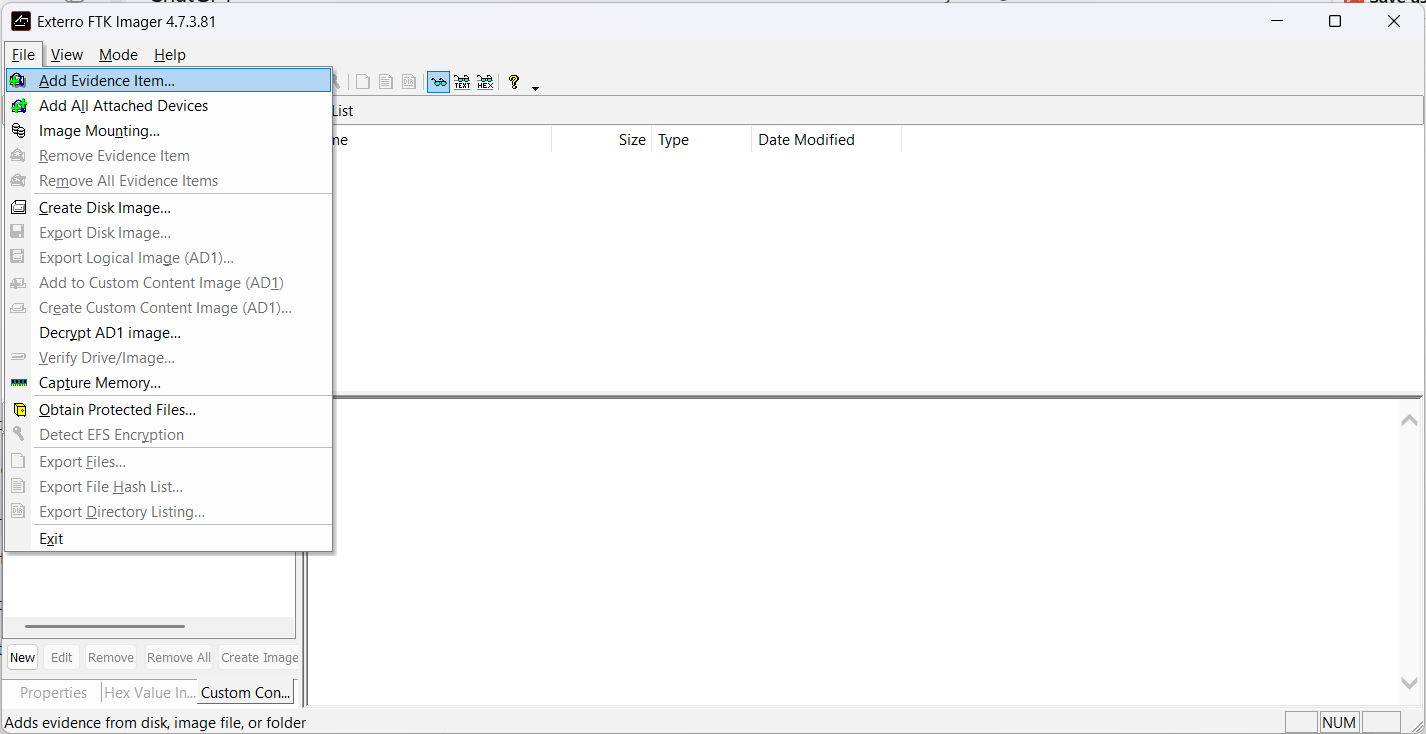 Exterro FTK Imager 4.7.3.81
File View Mode Help
Add Evidence Item...
Add All Attached Devices
Image Mounting...
Remove Evidence Item
Remove All Evidence Items
Create Disk Image...
Export Disk Image...
Export Logical Image (AD1)...
Add to Custom Content Image (AD1)
Create Custom Content Image (AD1)...
Decrypt AD1 image...
Verify Drive/Image...
Capture Memory...
Obtain Protected Files...
Detect EFS Encryption
Export Files...
Export File Hash List...
Export Directory Listing...
Exit
TEXT HEX ?
List
Size Type Date Modified
New Edit Remove Remove All Create Image
Properties Hex Value In... Custom Con...
Adds evidence from disk, image file, or folder
NUM